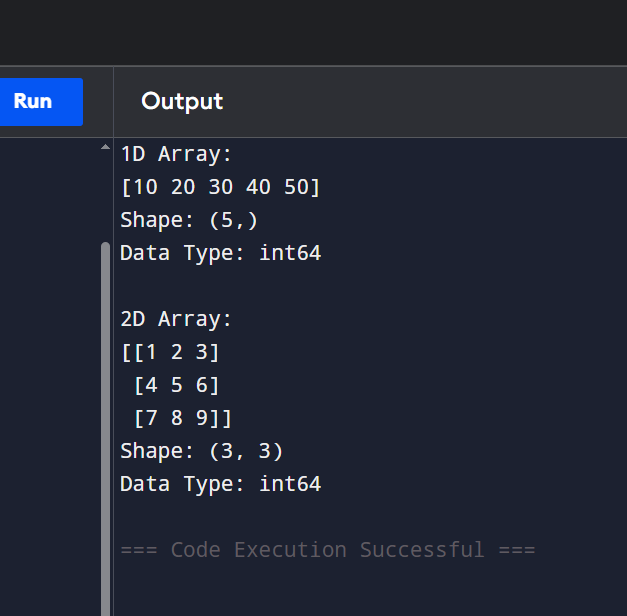 Run
Output
1D Array:
[10 20 30 40 50]
Shape: (5,)
Data Type: int64

2D Array:
[[1 2 3]
 [4 5 6]
 [7 8 9]]
Shape: (3, 3)
Data Type: int64

=== Code Execution Successful ===